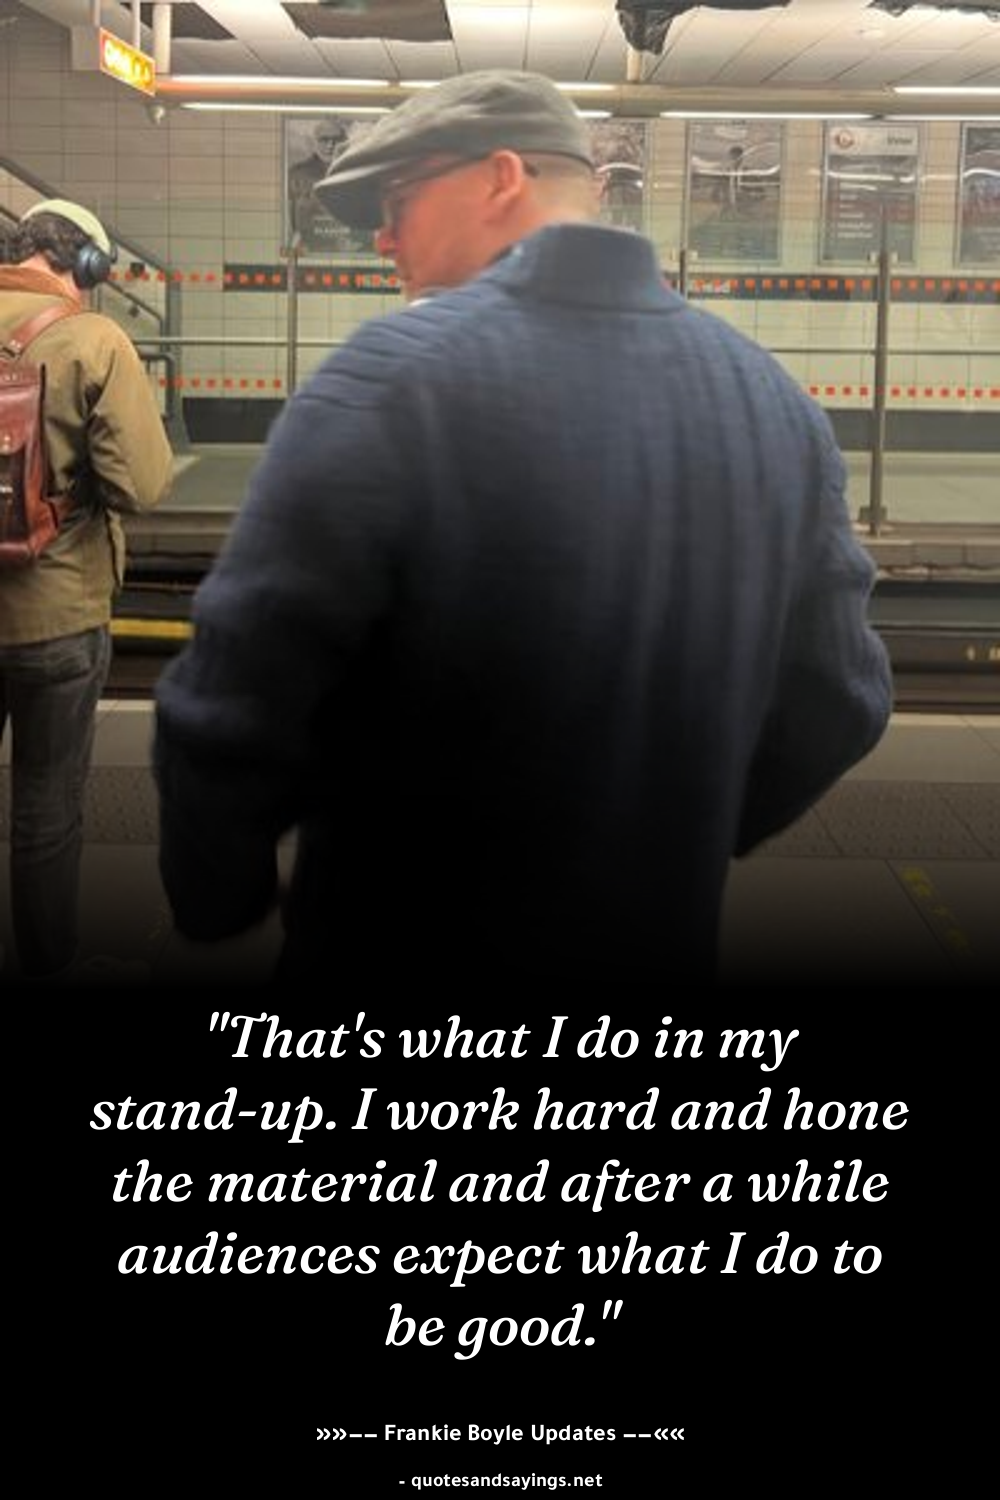 "That's what I do in my
stand-up. I work hard and hone
the material and after a while
audiences expect what I do to
be good."
»»−− Frankie Boyle Updates −−««
- quotesandsayings.net